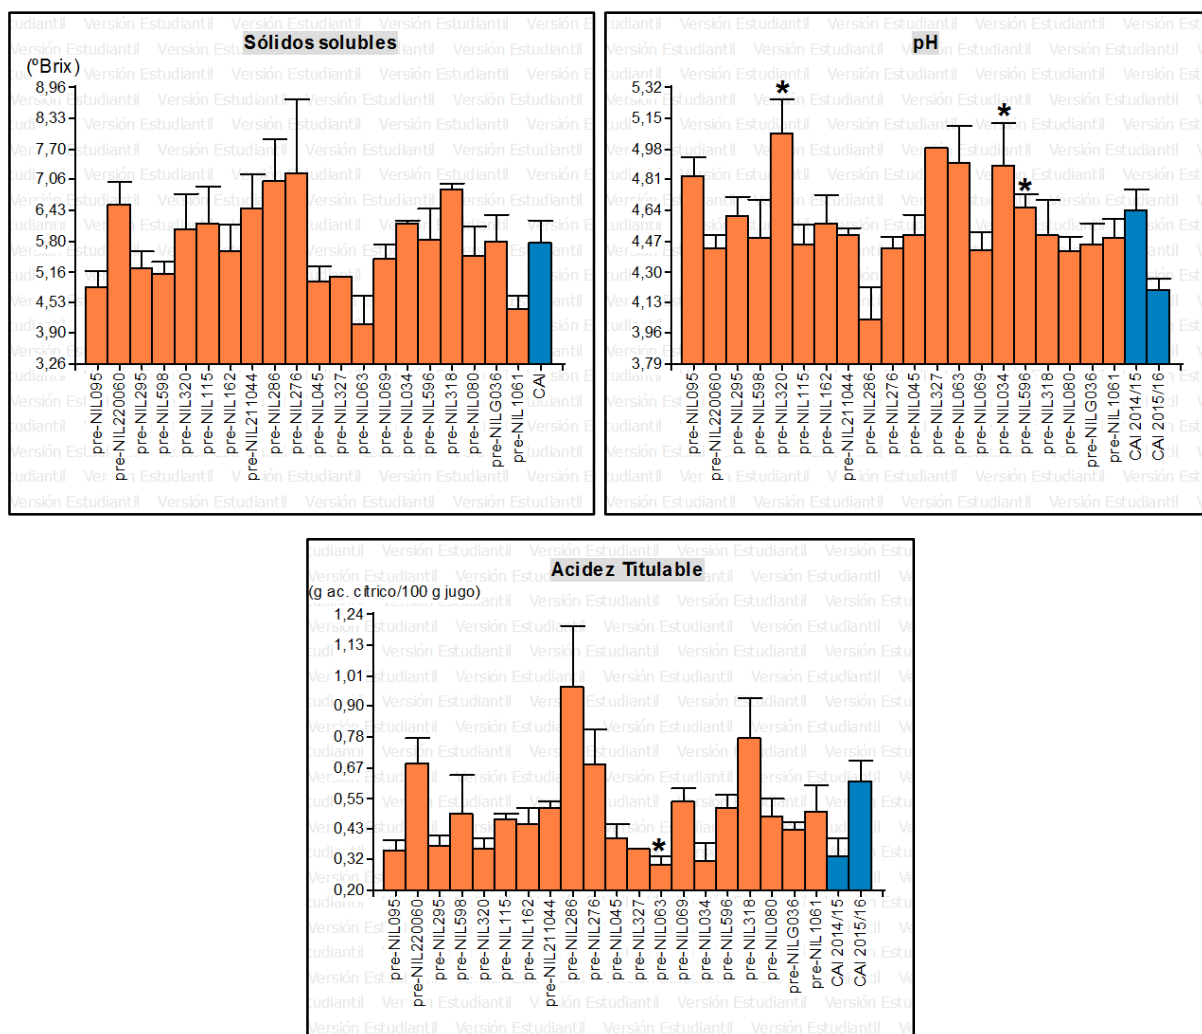 Sólidos solubles
(ºBrix)
8,96
8,33
7,70
7,06
6,43
5,80
5,16
4,53
3,90
3,26
pre-NIL095
pre-NIL220060
pre-NIL295
pre-NIL598
pre-NIL320
pre-NIL115
pre-NIL162
pre-NIL211044
pre-NIL286
pre-NIL276
pre-NIL045
pre-NIL327
pre-NIL063
pre-NIL069
pre-NIL034
pre-NIL596
pre-NIL318
pre-NIL080
pre-NILG036
pre-NIL1061
CAI
pH
5,32
5,15
4,98
4,81
4,64
4,47
4,30
4,13
3,96
3,79
*
*
*
pre-NIL095
pre-NIL220060
pre-NIL295
pre-NIL598
pre-NIL320
pre-NIL115
pre-NIL162
pre-NIL211044
pre-NIL286
pre-NIL276
pre-NIL045
pre-NIL327
pre-NIL063
pre-NIL069
pre-NIL034
pre-NIL596
pre-NIL318
pre-NIL080
pre-NILG036
pre-NIL1061
CAI 2014/15
CAI 2015/16
Acidez Titulable
(g ac. cítrico/100 g jugo)
1,24
1,13
1,01
0,90
0,78
0,67
0,55
0,43
0,32
0,20
*
pre-NIL095
pre-NIL220060
pre-NIL295
pre-NIL598
pre-NIL320
pre-NIL115
pre-NIL162
pre-NIL211044
pre-NIL286
pre-NIL276
pre-NIL045
pre-NIL327
pre-NIL063
pre-NIL069
pre-NIL034
pre-NIL596
pre-NIL318
pre-NIL080
pre-NILG036
pre-NIL1061
CAI 2014/15
CAI 2015/16
Versión Estudiantil